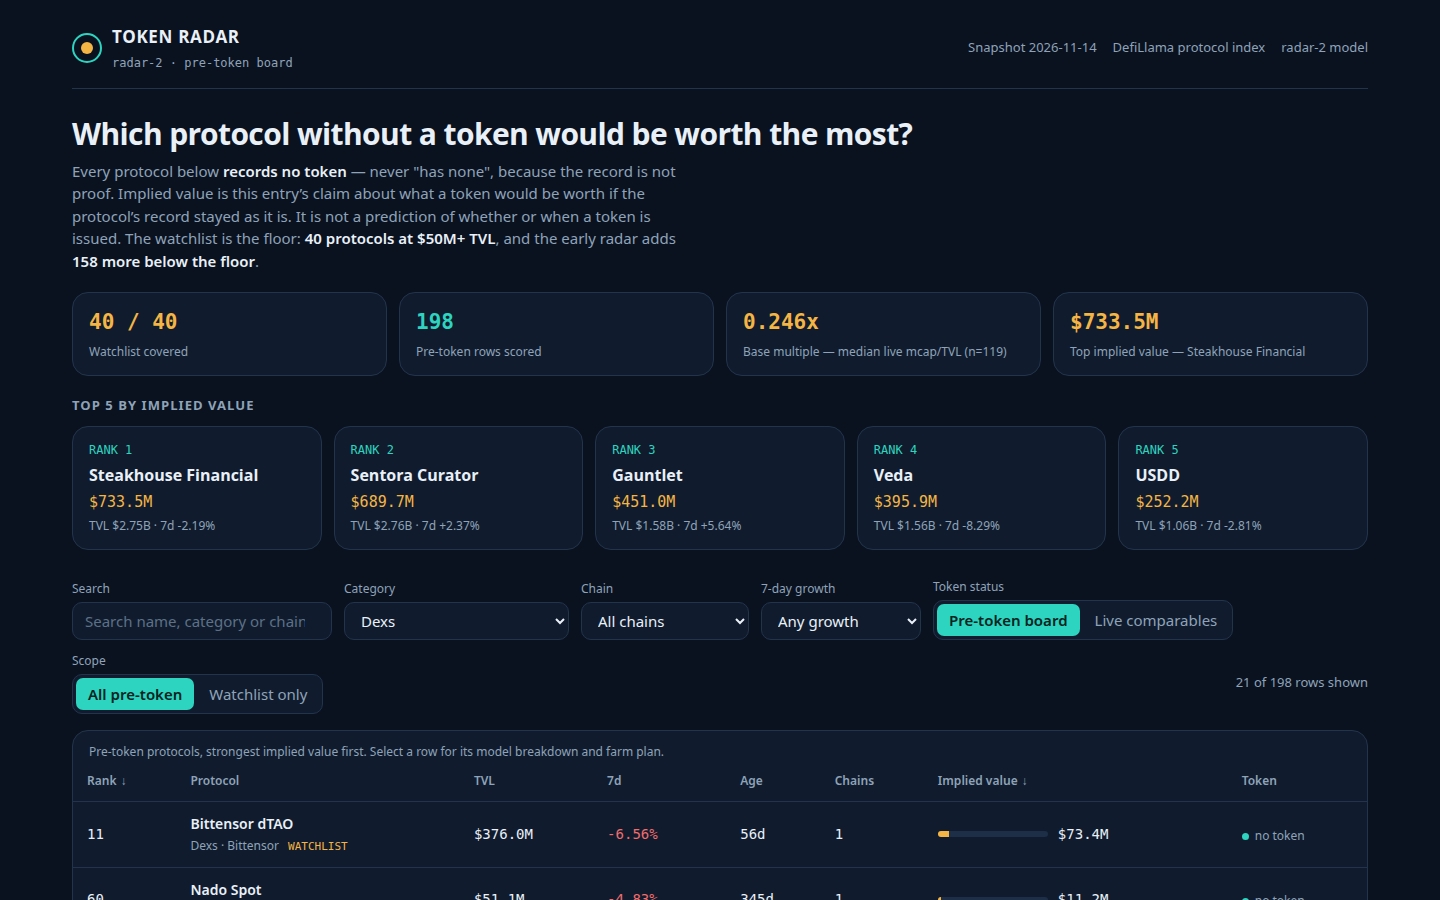 TOKEN RADAR
radar-2 · pre-token board
Snapshot 2026-11-14 DefiLlama protocol index radar-2 model
Which protocol without a token would be worth the most?
Every protocol below records no token — never "has none", because the record is not
proof. Implied value is this entry’s claim about what a token would be worth if the
protocol’s record stayed as it is. It is not a prediction of whether or when a token is
issued. The watchlist is the floor: 40 protocols at $50M+ TVL, and the early radar adds
158 more below the floor.
40 / 40
Watchlist covered
198
Pre-token rows scored
0.246x
Base multiple — median live mcap/TVL (n=119)
$733.5M
Top implied value — Steakhouse Financial
TOP 5 BY IMPLIED VALUE
RANK 1
Steakhouse Financial
$733.5M
TVL $2.75B · 7d -2.19%
RANK 2
Sentora Curator
$689.7M
TVL $2.76B · 7d +2.37%
RANK 3
Gauntlet
$451.0M
TVL $1.58B · 7d +5.64%
RANK 4
Veda
$395.9M
TVL $1.56B · 7d -8.29%
RANK 5
USDD
$252.2M
TVL $1.06B · 7d -2.81%
Search
Search name, category or chain
Category
Dexs
Chain
All chains
7-day growth
Any growth
Token status
Pre-token board Live comparables
Scope
All pre-token Watchlist only
21 of 198 rows shown
Pre-token protocols, strongest implied value first. Select a row for its model breakdown and farm plan.
Rank ↓ Protocol TVL 7d Age Chains Implied value ↓ Token
11 Bittensor dTAO $376.0M -6.56% 56d 1 $73.4M no token
Dexs · Bittensor WATCHLIST
60 Nado Spot $51.1M -4.83% 345d 1 $11.2M no token